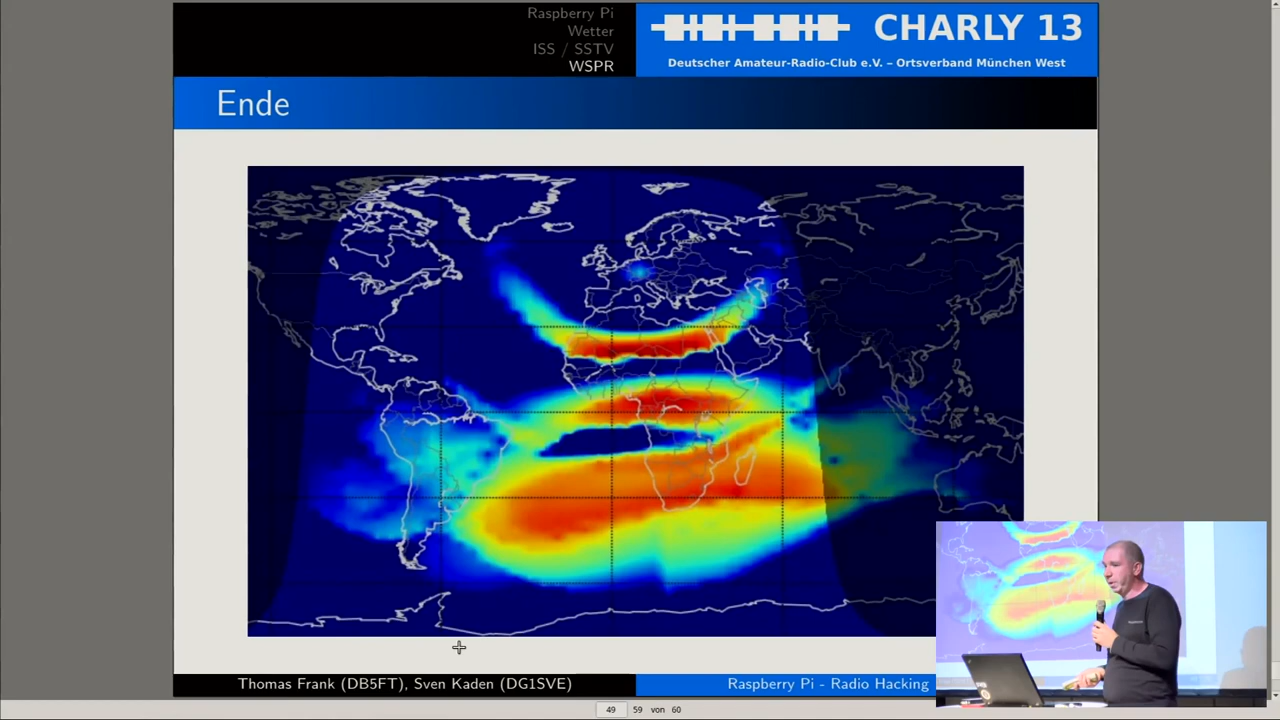 Raspberry Pi
Wetter
ISS / SSTV
WSPR
CHARLY 13
Deutscher Amateur-Radio-Club e.V. – Ortsverband München West
Ende
Thomas Frank (DB5FT), Sven Kaden (DG1SVE)
Raspberry Pi - Radio Hacking
49
59 von 60